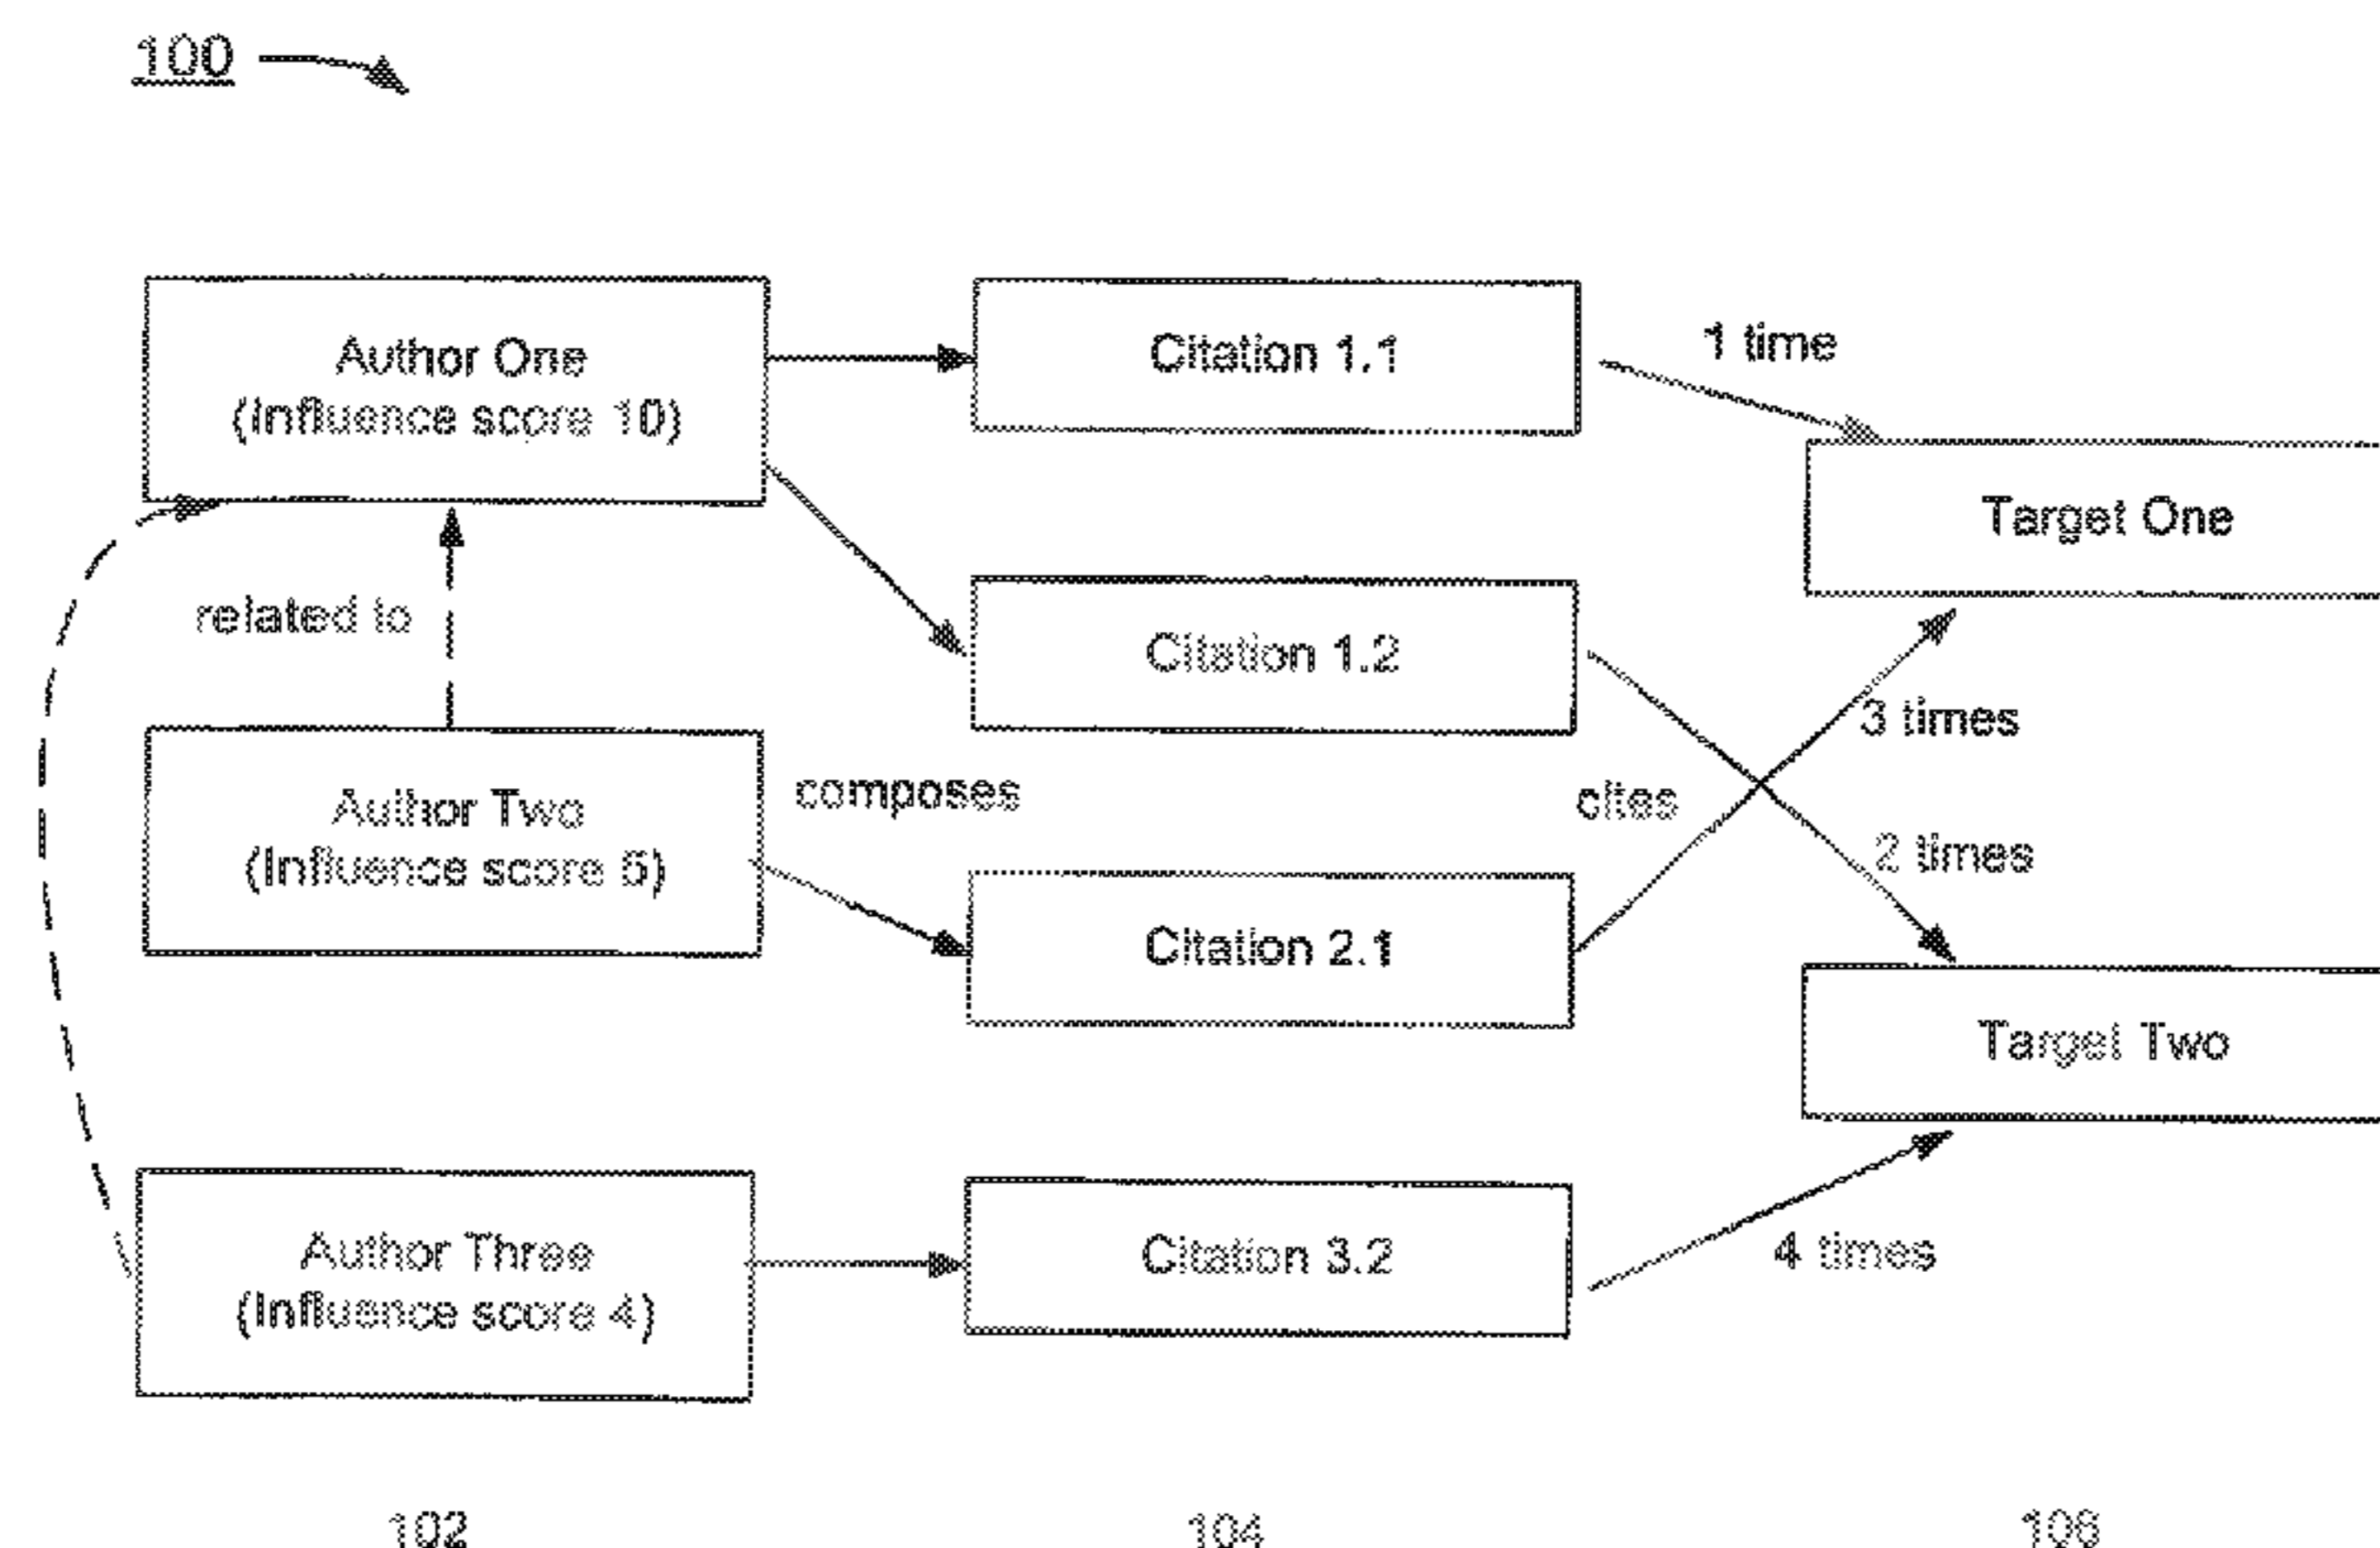 100
Author One
(Influence score 10)
Citation 1.1
1 time
Target One
related to
Citation 1.2
3 times
composes
cites
Author Two
(Influence score 5)
2 times
Citation 2.1
Target Two
Author Three
(Influence score 4)
Citation 3.2
4 times
102
104
106